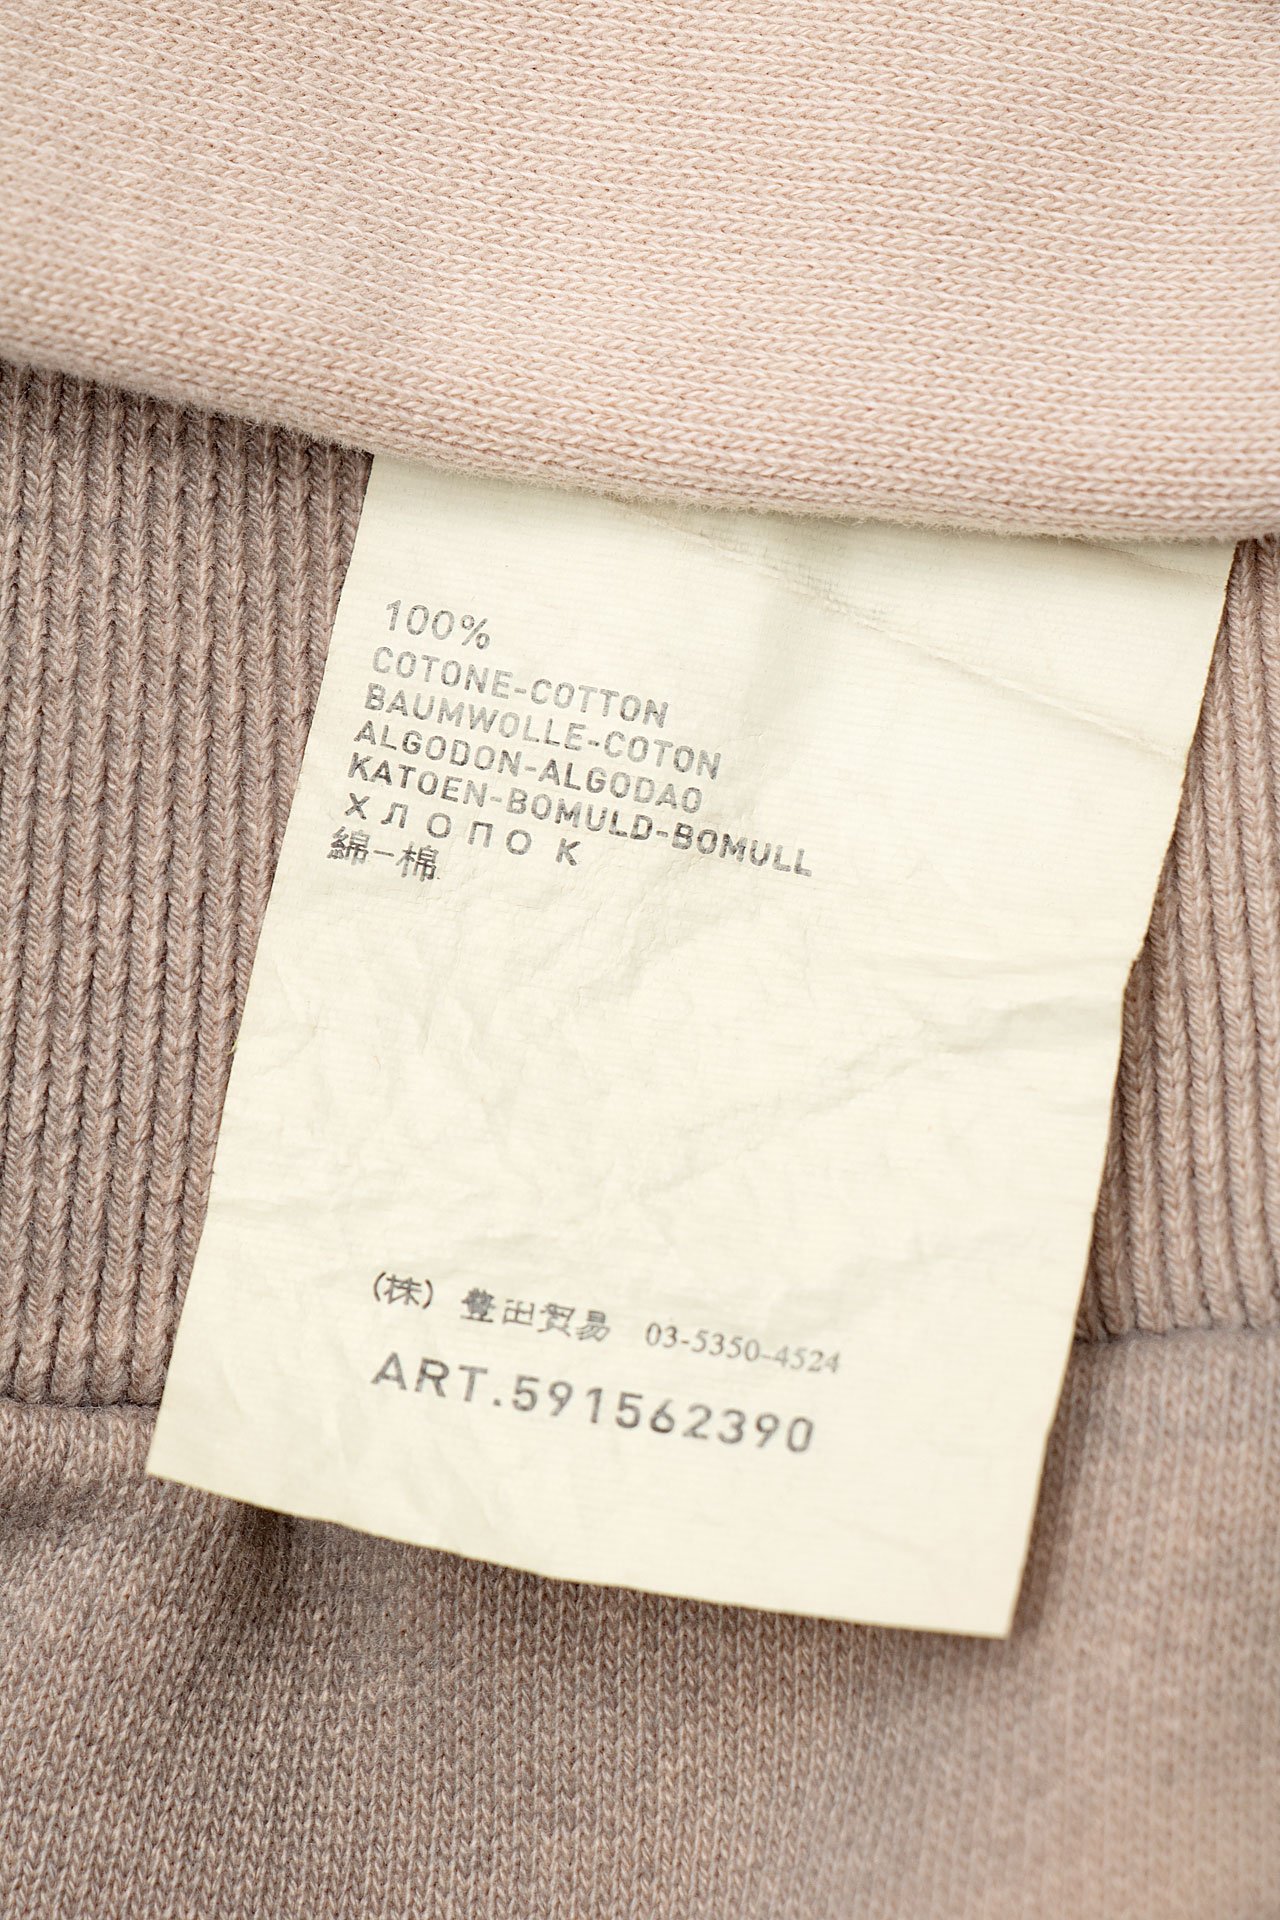 100%
COTONE-COTTON
BAUMWOLLE-COTON
ALGODON-ALGODAO
KATOEN-BOMULD-BOMULL
ХЛОПОК
綿-棉
(株) 豊田貿易 03-5350-4524
ART.591562390